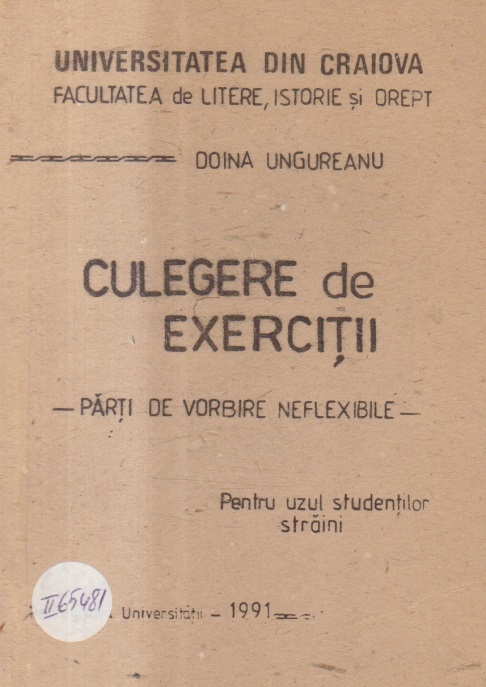 UNIVERSITATEA DIN CRAIOVA
FACULTATEA de LITERE, ISTORIE și DREPT
DOINA UNGUREANU
CULEGERE de
EXERCIȚII
— PĂRȚI DE VORBIRE NEFLEXIBILE —
Pentru uzul studenților
străini
II 65481
Universității - 1991